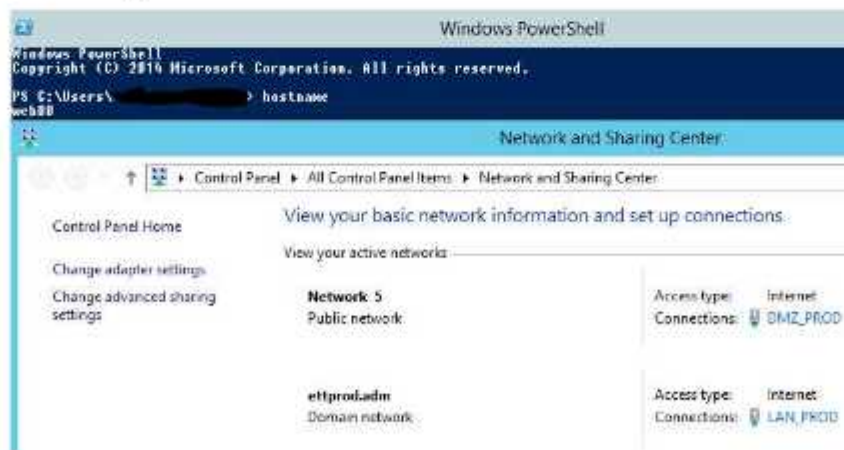 Windows PowerShell
Windows PowerShell
Copyright (C) 2014 Microsoft Corporation. All rights reserved.
PS C:\Users\ > hostname
Network and Sharing Center
Control Panel ▸ All Control Panel Items ▸ Network and Sharing Center
Control Panel Home
View your basic network information and set up connections
View your active networks
Change adapter settings
Change advanced sharing
settings
Network 5
Public network
Access type: Internet
Connections: DMZ_PROD
ettprod.adm
Domain network
Access type: Internet
Connections: LAN_PROD